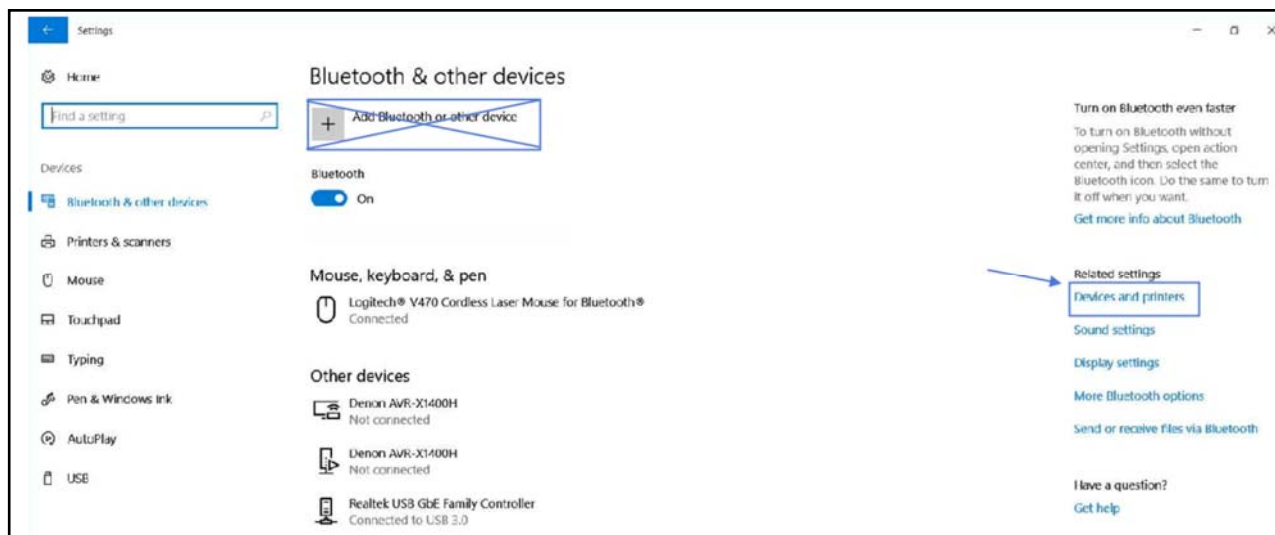 Settings
Home
Find a setting
Devices
Bluetooth & other devices
Printers & scanners
Mouse
Touchpad
Typing
Pen & Windows Ink
AutoPlay
USB
Bluetooth & other devices
Add Bluetooth or other device
Bluetooth
On
Mouse, keyboard, & pen
Logitech® V470 Cordless Laser Mouse for Bluetooth®
Connected
Other devices
Denon AVR-X1400H
Not connected
Denon AVR-X1400H
Not connected
Realtek USB GbE Family Controller
Connected to USB 3.0
Turn on Bluetooth even faster
To turn on Bluetooth without
opening Settings, open action
center, and then select the
Bluetooth icon. Do the same to turn
it off when you want.
Get more info about Bluetooth
Related settings
Devices and printers
Sound settings
Display settings
More Bluetooth options
Send or receive files via Bluetooth
Have a question?
Get help